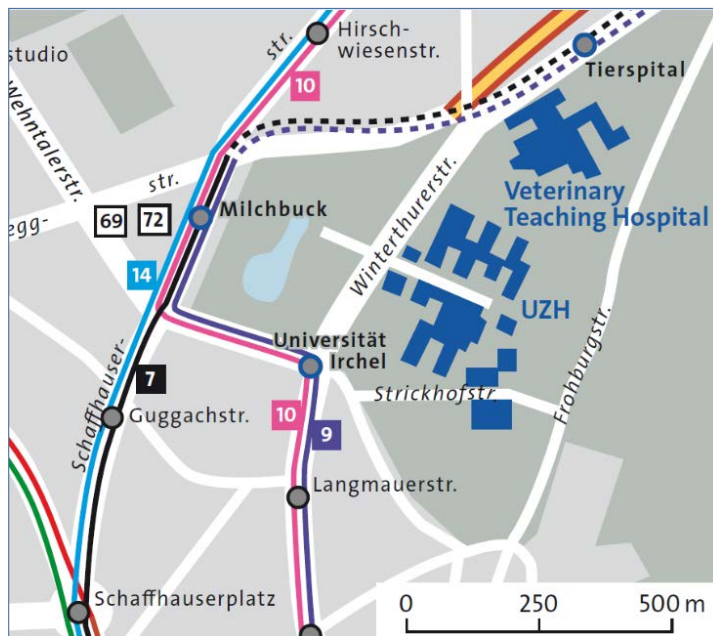 Hirsch-
wiesenstr.
str.
studio
10
Tierspital
Wehntalerstr.
Veterinary
Teaching Hospital
str.
egg-
69
72
Milchbuck
Winterthurerstr.
14
UZH
Universität
Irchel
Frohburgstr.
Schaffhauser-
7
Strickhofstr.
Guggachstr.
10
9
Langmauerstr.
Schaffhauserplatz
0 250 500 m